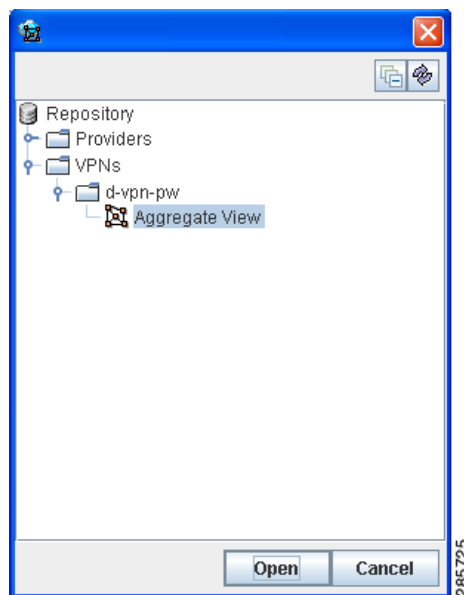 Repository
Providers
VPNs
d-vpn-pw
Aggregate View
Open
Cancel
285725